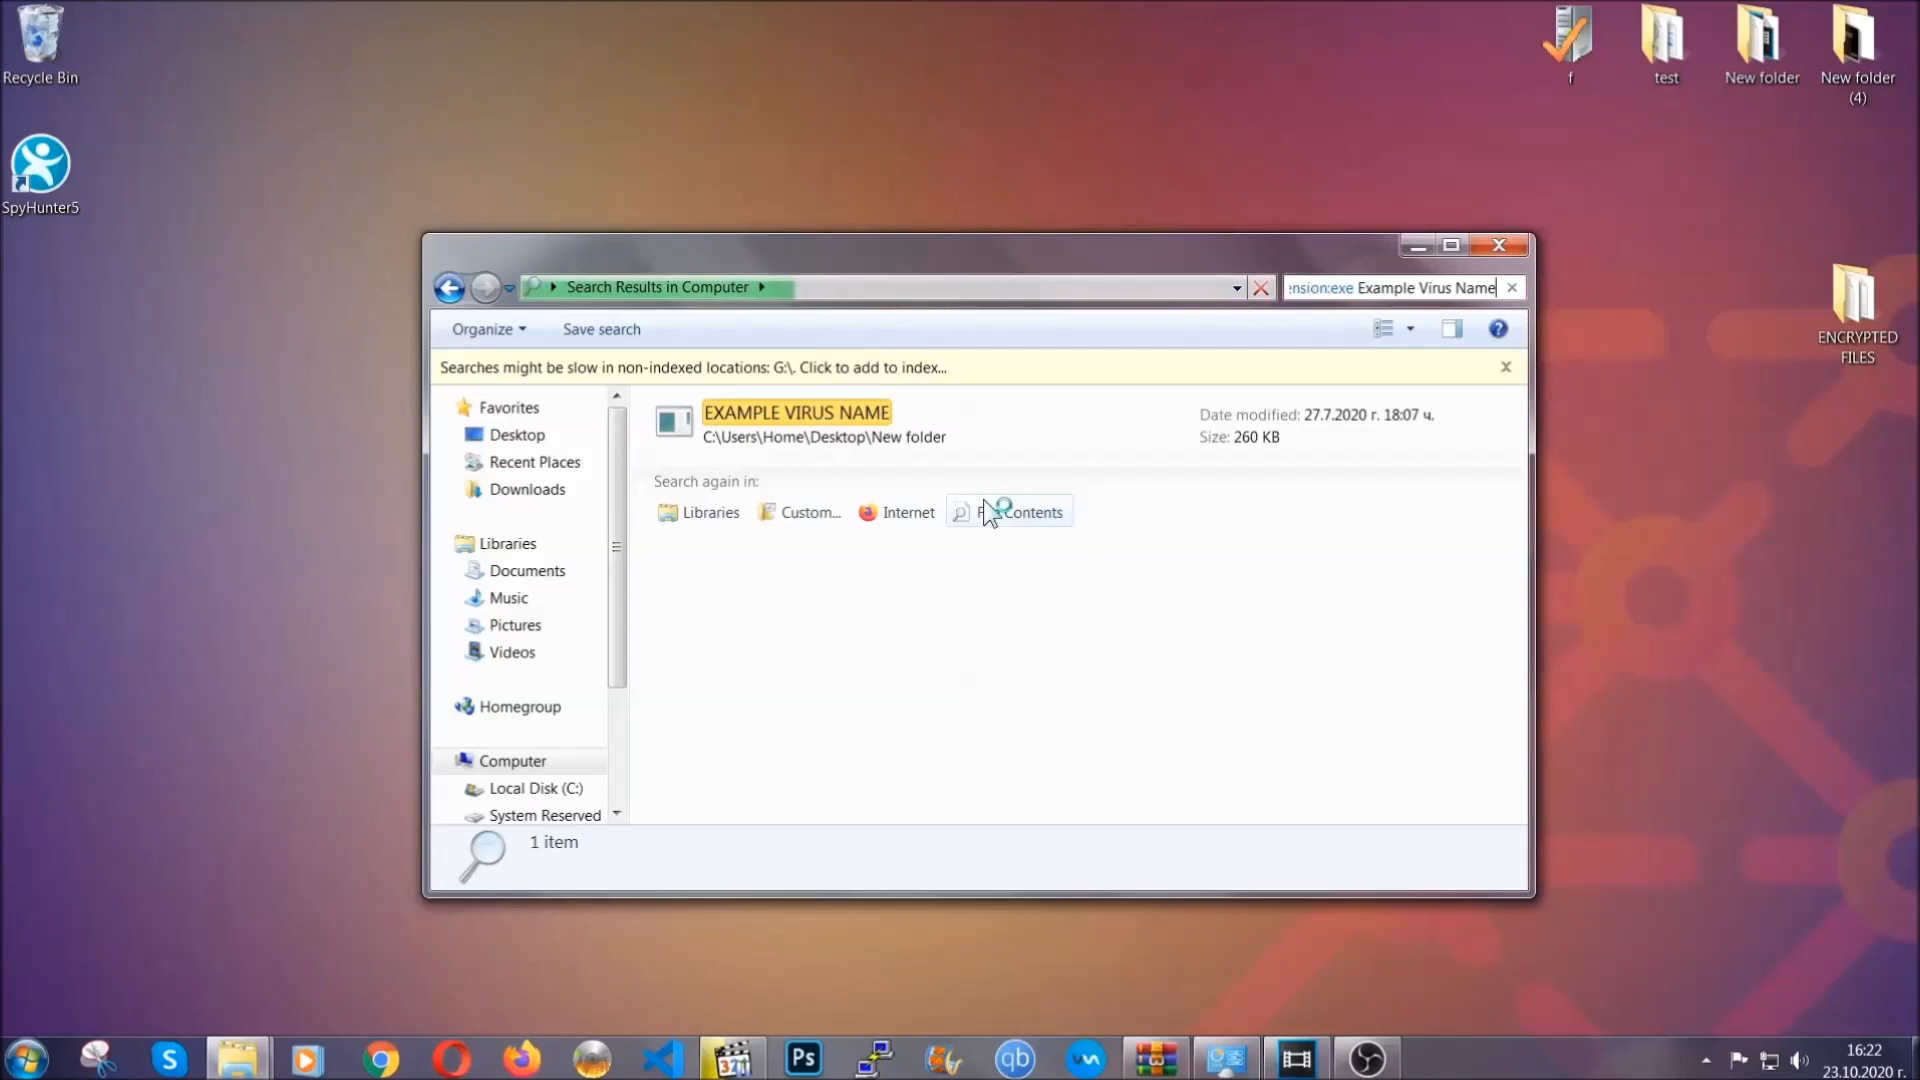 Recycle Bin
SpyHunter5
f
test
New folder
New folder
(4)
ENCRYPTED
FILES
Search Results in Computer
ension:exe Example Virus Name
Organize
Save search
Searches might be slow in non-indexed locations: G:\. Click to add to index...
Favorites
Desktop
Recent Places
Downloads
Libraries
Documents
Music
Pictures
Videos
Homegroup
Computer
Local Disk (C:)
System Reserved
EXAMPLE VIRUS NAME
C:\Users\Home\Desktop\New folder
Date modified: 27.7.2020 г. 18:07 ч.
Size: 260 KB
Search again in:
Libraries
Custom...
Internet
Contents
1 item
S
321
Ps
qb
16:22
23.10.2020 г.